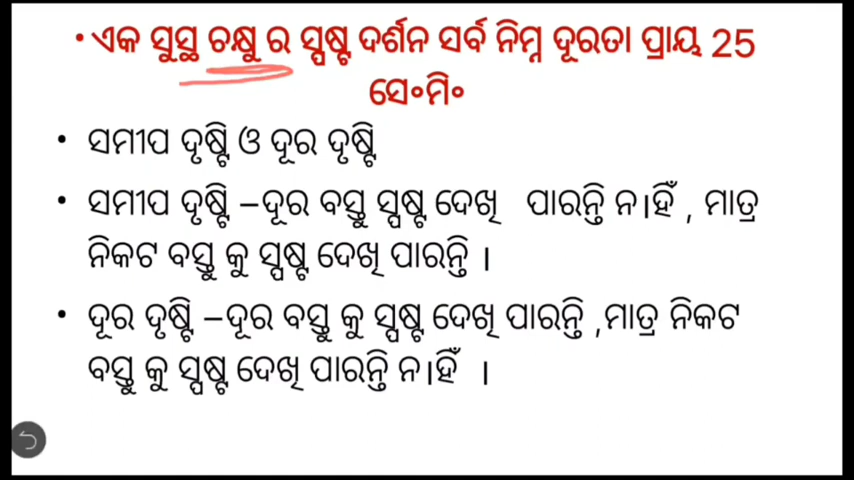 •ଏକ ସୁସ୍ଥ ଚକ୍ଷୁ ର ସ୍ପଷ୍ଟ ଦର୍ଶନ ସର୍ବ ନିମ୍ନ ଦୂରତା ପ୍ରାୟ 25
ସେଂମିଂ
• ସମୀପ ଦୃଷ୍ଟି ଓ ଦୂର ଦୃଷ୍ଟି
• ସମୀପ ଦୃଷ୍ଟି –ଦୂର ବସ୍ତୁ ସ୍ପଷ୍ଟ ଦେଖି ପାରନ୍ତି ନାହିଁ , ମାତ୍ର
ନିକଟ ବସ୍ତୁ କୁ ସ୍ପଷ୍ଟ ଦେଖି ପାରନ୍ତି ।
• ଦୂର ଦୃଷ୍ଟି –ଦୂର ବସ୍ତୁ କୁ ସ୍ପଷ୍ଟ ଦେଖି ପାରନ୍ତି ,ମାତ୍ର ନିକଟ
ବସ୍ତୁ କୁ ସ୍ପଷ୍ଟ ଦେଖି ପାରନ୍ତି ନାହିଁ ।